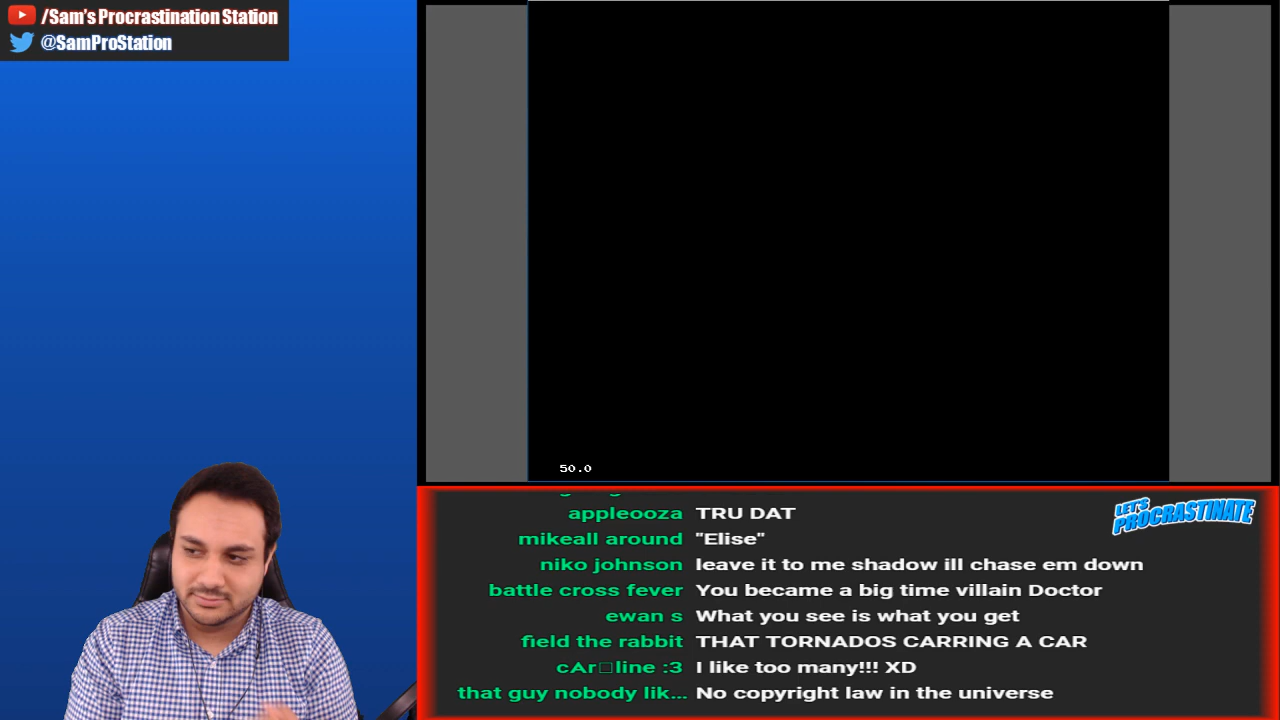 /Sam's Procrastination Station
@SamProStation
50.0
appleooza TRU DAT
LET'S PROCRASTINATE
mikeall around "Elise"
niko johnson leave it to me shadow ill chase em down
battle cross fever You became a big time villain Doctor
ewan s What you see is what you get
field the rabbit THAT TORNADOS CARRING A CAR
cAr□line :3 I like too many!!! XD
that guy nobody lik... No copyright law in the universe